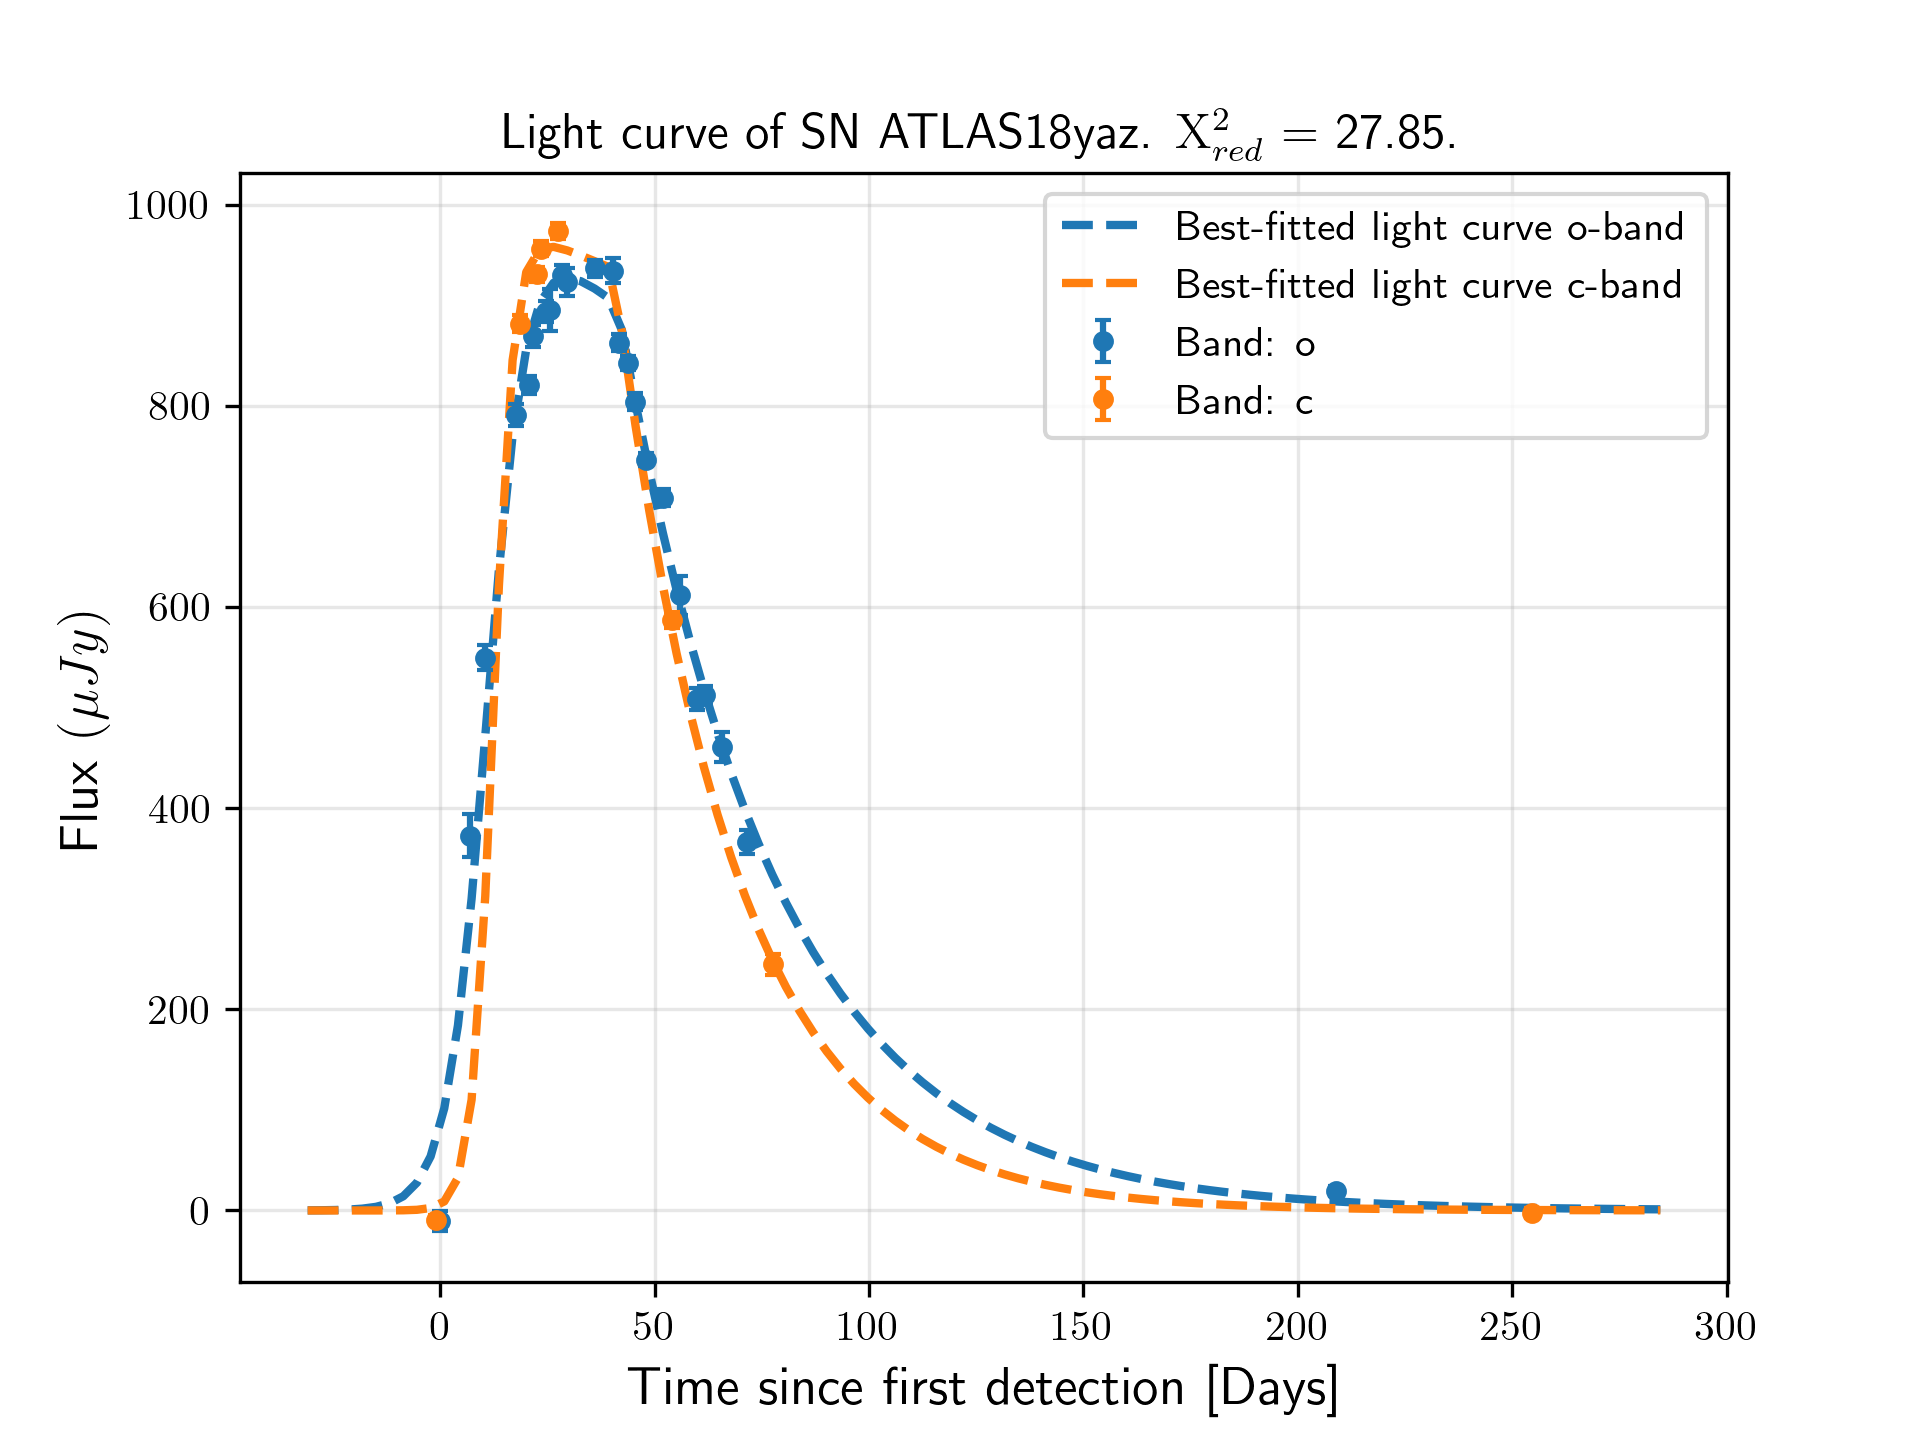 Light curve of SN ATLAS18yaz. X²_red = 27.85.
Best-fitted light curve o-band
Best-fitted light curve c-band
Band: o
Band: c
Flux (μJy)
1000
800
600
400
200
0
0 50 100 150 200 250 300
Time since first detection [Days]